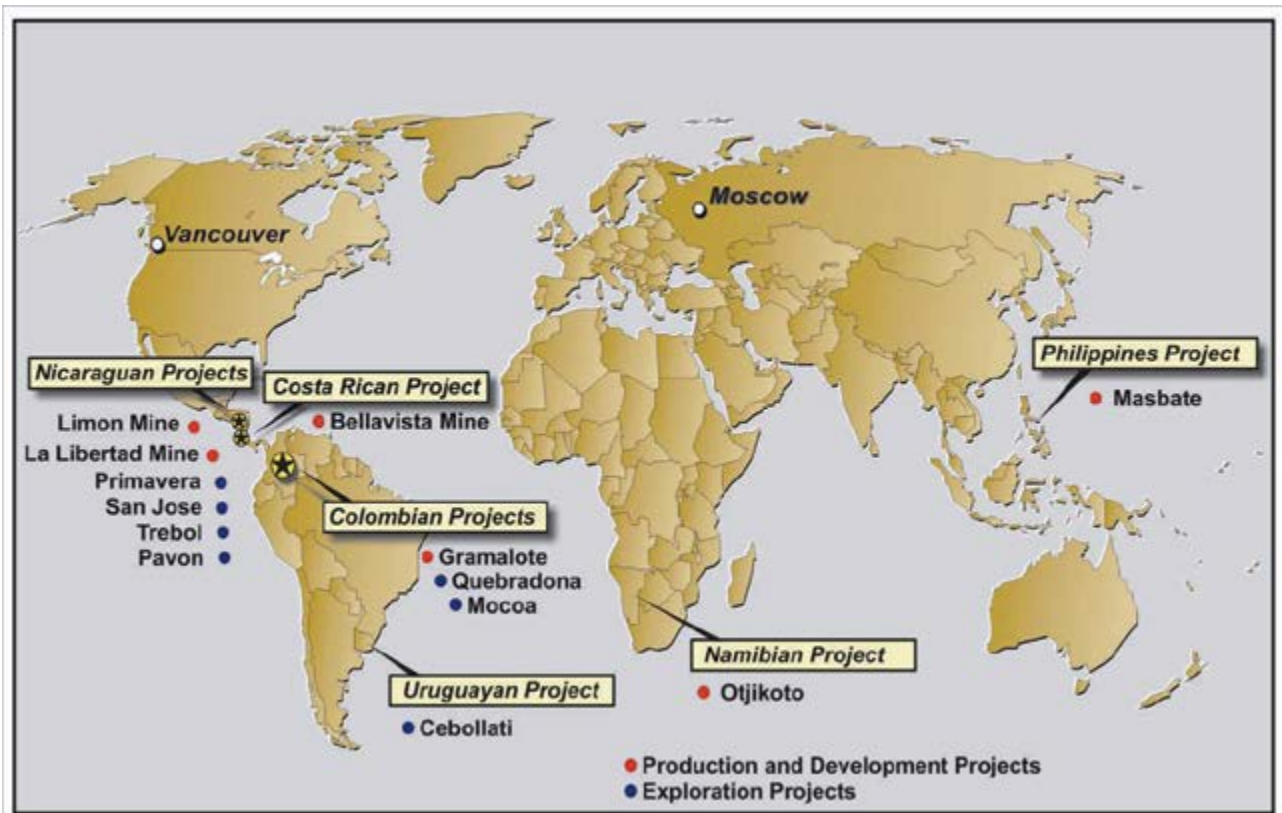 Moscow
Vancouver
Nicaraguan Projects
Limon Mine
La Libertad Mine
Primavera
San Jose
Trebol
Pavon
Costa Rican Project
Bellavista Mine
Colombian Projects
Gramalote
Quebradona
Mocoa
Uruguayan Project
Cebollati
Namibian Project
Otjikoto
Philippines Project
Masbate
Production and Development Projects
Exploration Projects